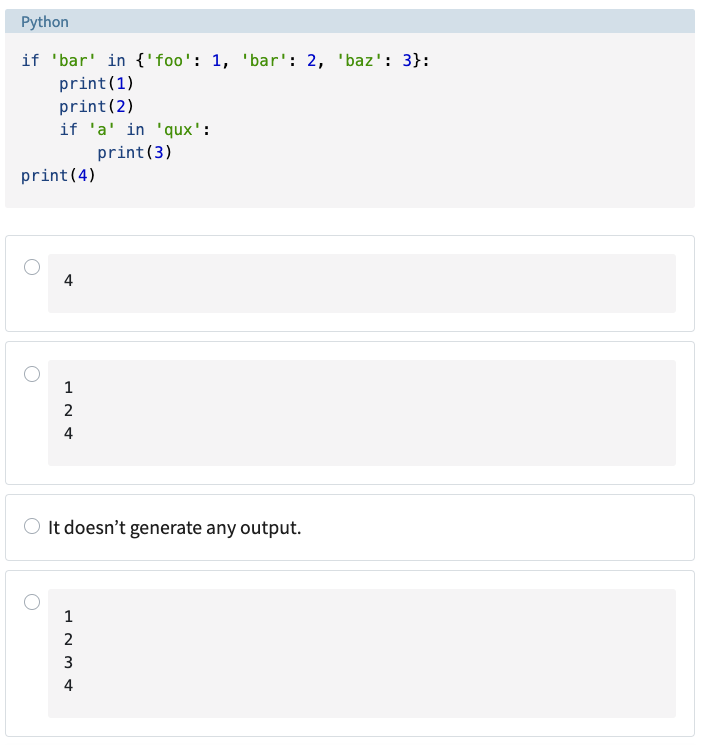 Python
if 'bar' in {'foo': 1, 'bar': 2, 'baz': 3}:
    print(1)
    print(2)
    if 'a' in 'qux':
        print(3)
print(4)
4
1
2
4
It doesn’t generate any output.
1
2
3
4